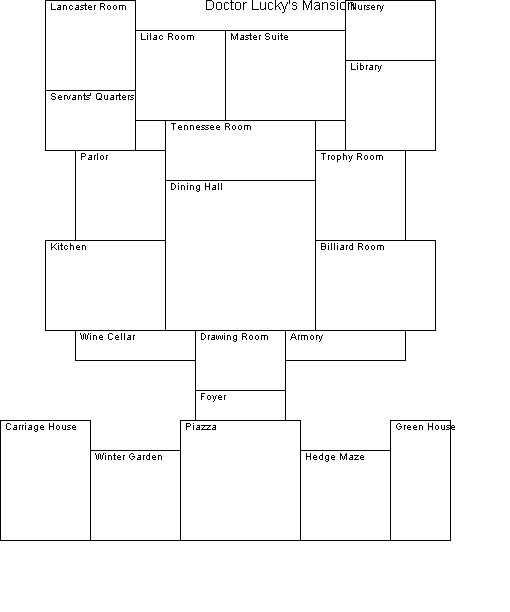 Doctor Lucky's Mansion
Lancaster Room
Nursery
Lilac Room
Master Suite
Library
Servants' Quarters
Tennessee Room
Parlor
Trophy Room
Dining Hall
Kitchen
Billiard Room
Wine Cellar
Drawing Room
Armory
Foyer
Carriage House
Piazza
Green House
Winter Garden
Hedge Maze